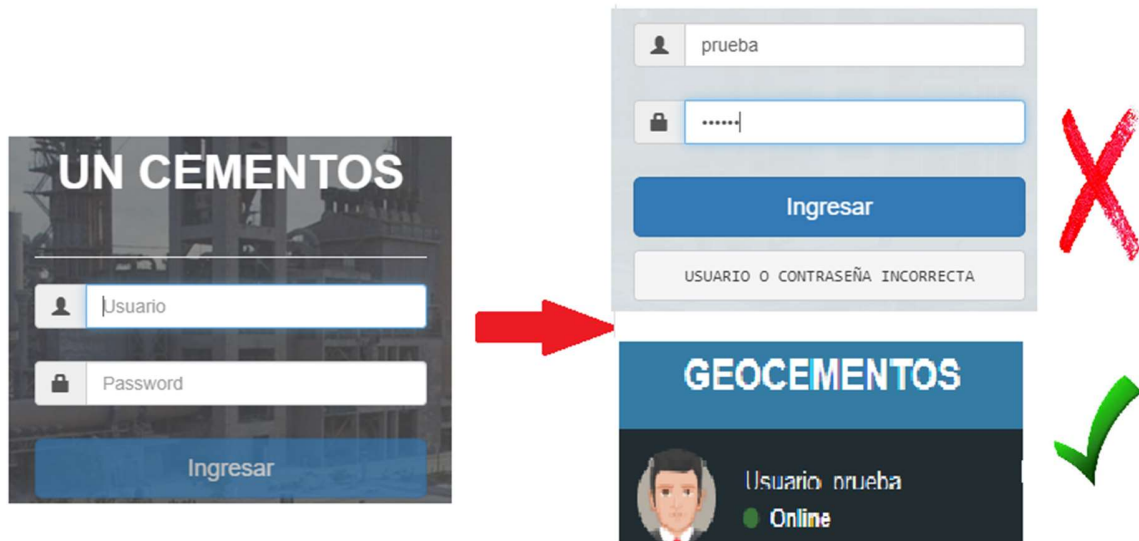 UN CEMENTOS
Usuario
Password
Ingresar
prueba
••••••
Ingresar
USUARIO O CONTRASEÑA INCORRECTA
GEOCEMENTOS
Usuario prueba
Online